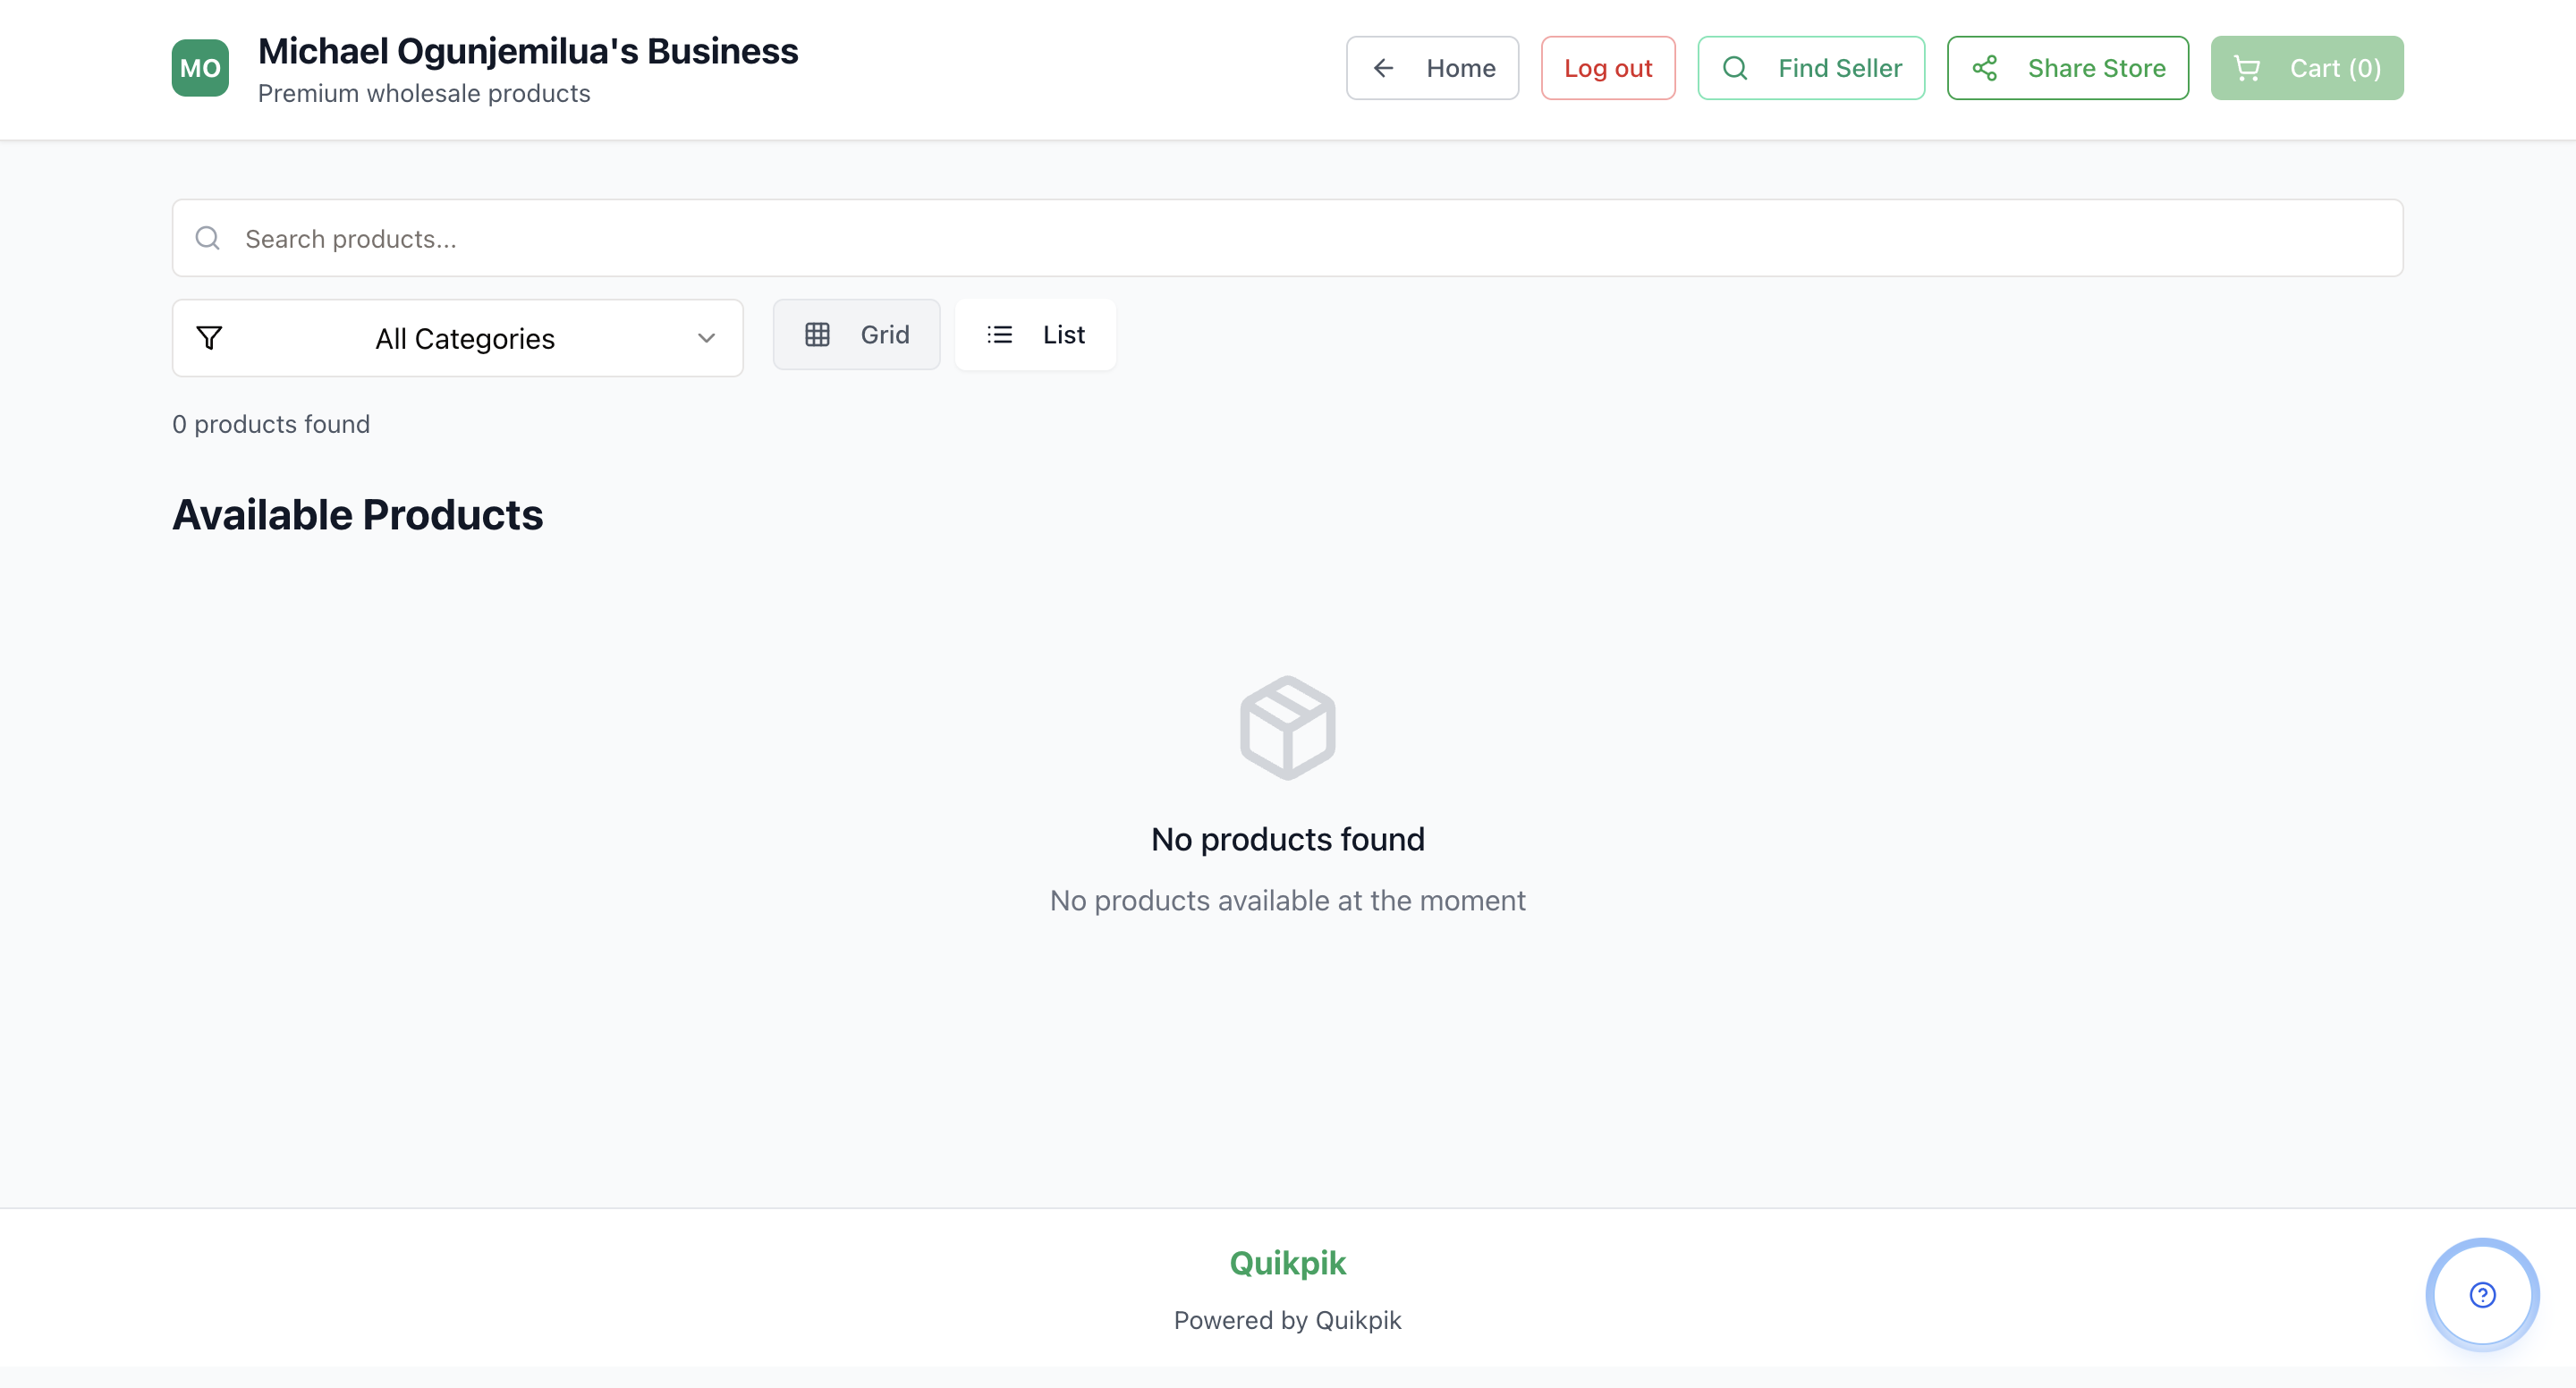 MO
Michael Ogunjemilua's Business
Premium wholesale products
Home
Log out
Find Seller
Share Store
Cart (0)
Search products...
All Categories
Grid
List
0 products found
Available Products
No products found
No products available at the moment
Quikpik
Powered by Quikpik
?